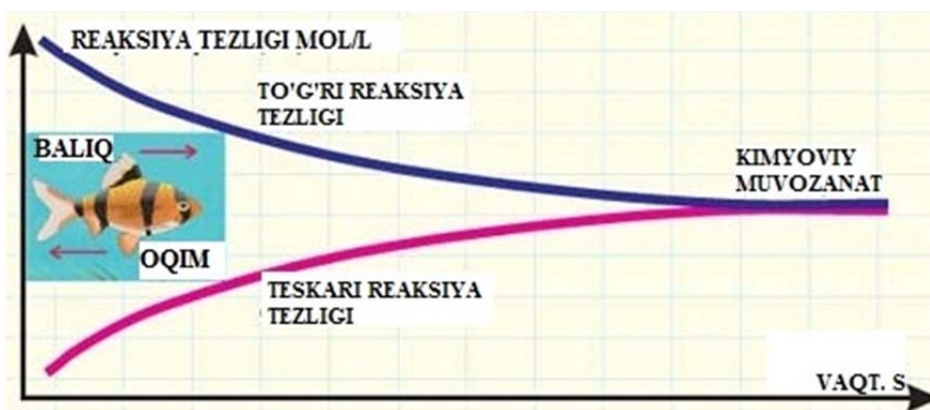 REAKSIYA TEZLIGI MOL/L
TO'G'RI REAKSIYA
TEZLIGI
BALIQ
OQIM
KIMYOVIY
MUVOZANAT
TESKARI REAKSIYA
TEZLIGI
VAQT. S